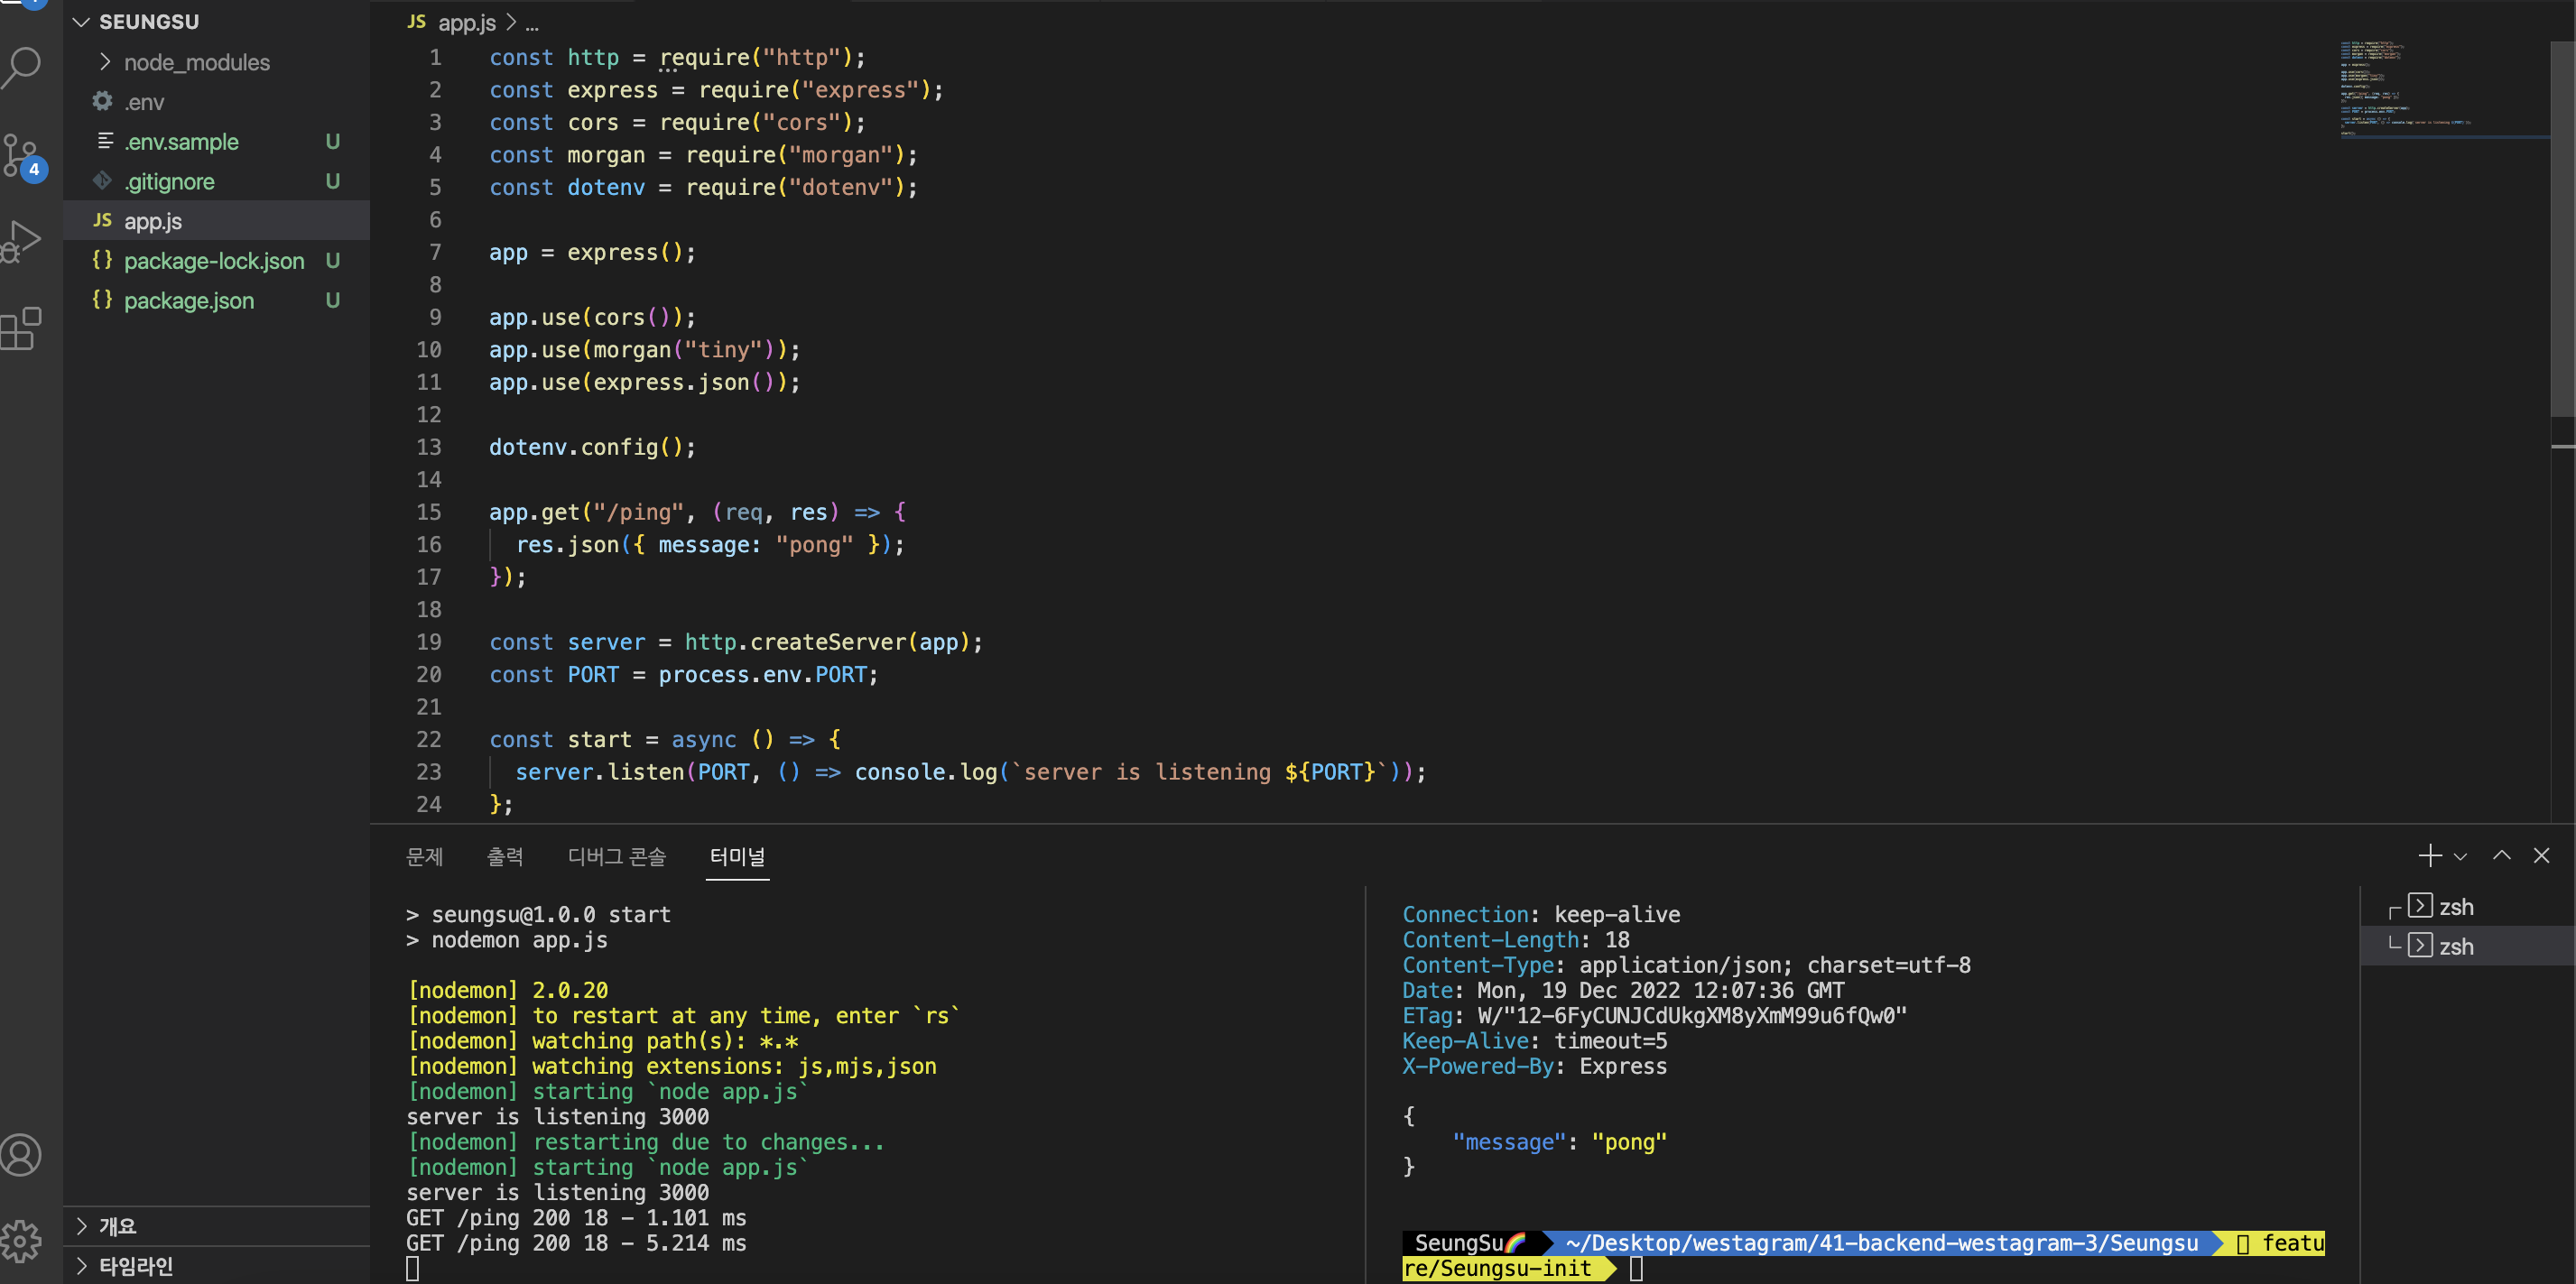 SEUNGSU
node_modules
.env
.env.sample U
.gitignore U
JS app.js
{} package-lock.json U
{} package.json U
4
개요
타임라인
JS app.js > ...
1 const http = require("http");
2 const express = require("express");
3 const cors = require("cors");
4 const morgan = require("morgan");
5 const dotenv = require("dotenv");
6
7 app = express();
8
9 app.use(cors());
10 app.use(morgan("tiny"));
11 app.use(express.json());
12
13 dotenv.config();
14
15 app.get("/ping", (req, res) => {
16 res.json({ message: "pong" });
17 });
18
19 const server = http.createServer(app);
20 const PORT = process.env.PORT;
21
22 const start = async () => {
23 server.listen(PORT, () => console.log(`server is listening ${PORT}`));
24 };
문제 출력 디버그 콘솔 터미널
> seungsu@1.0.0 start
> nodemon app.js
[nodemon] 2.0.20
[nodemon] to restart at any time, enter `rs`
[nodemon] watching path(s): *.*
[nodemon] watching extensions: js,mjs,json
[nodemon] starting `node app.js`
server is listening 3000
[nodemon] restarting due to changes...
[nodemon] starting `node app.js`
server is listening 3000
GET /ping 200 18 - 1.101 ms
GET /ping 200 18 - 5.214 ms
Connection: keep-alive
Content-Length: 18
Content-Type: application/json; charset=utf-8
Date: Mon, 19 Dec 2022 12:07:36 GMT
ETag: W/"12-6FyCUNJCdUkgXM8yXmM99u6fQw0"
Keep-Alive: timeout=5
X-Powered-By: Express
{
"message": "pong"
}
SeungSu🌈 ~/Desktop/westagram/41-backend-westagram-3/Seungsu featu
re/Seungsu-init
zsh
zsh